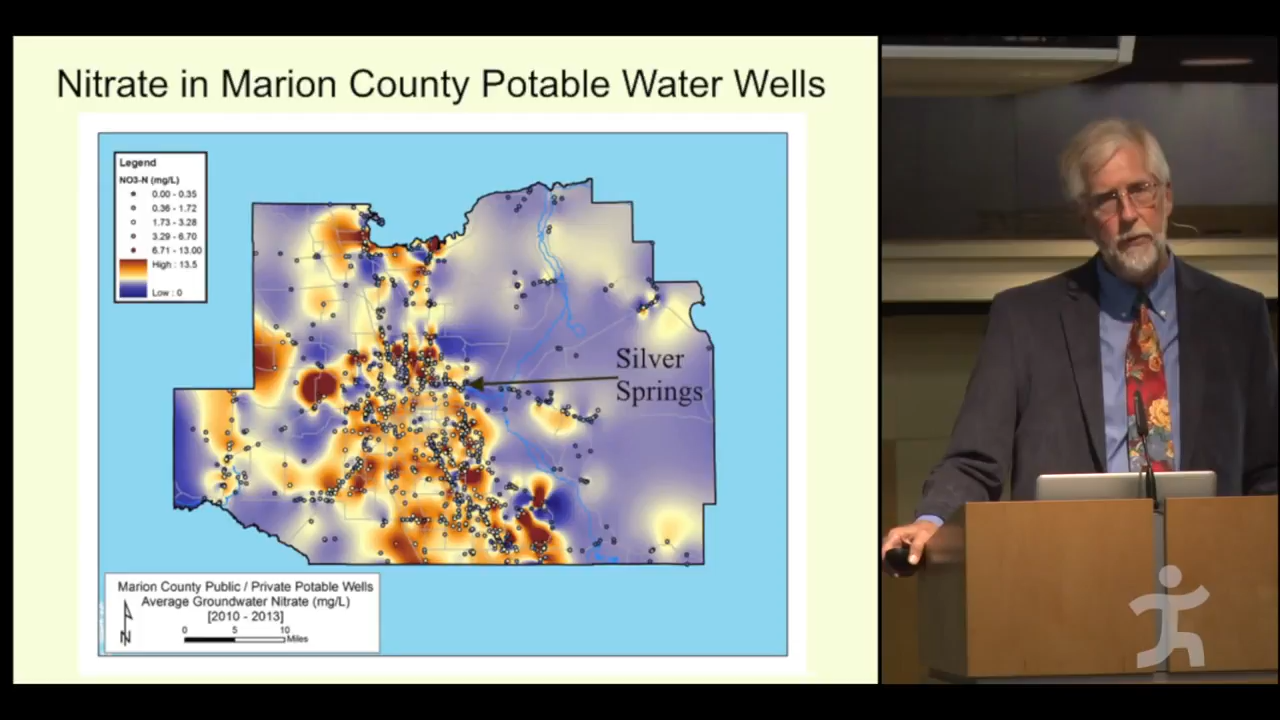 Nitrate in Marion County Potable Water Wells
Legend
NO3-N (mg/L)
0.00 - 0.35
0.36 - 1.72
1.73 - 3.28
3.29 - 6.70
6.71 - 13.00
High : 13.5
Low : 0
Silver
Springs
Marion County Public / Private Potable Wells
Average Groundwater Nitrate (mg/L)
[2010 - 2013]
N
0 5 10
Miles